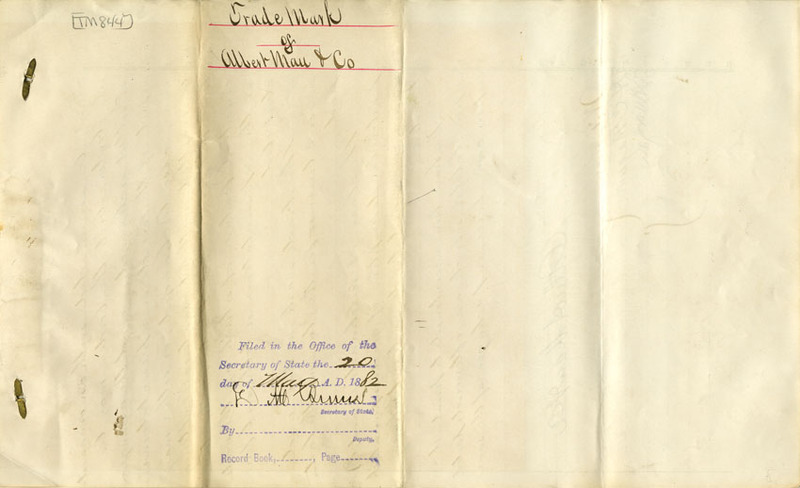 [TM844]
Trade Mark
of
Albert Mau & Co
Filed in the Office of the
Secretary of State the 20
day of May A. D. 1882
Secretary of State.
By
Deputy.
Record Book, , Page